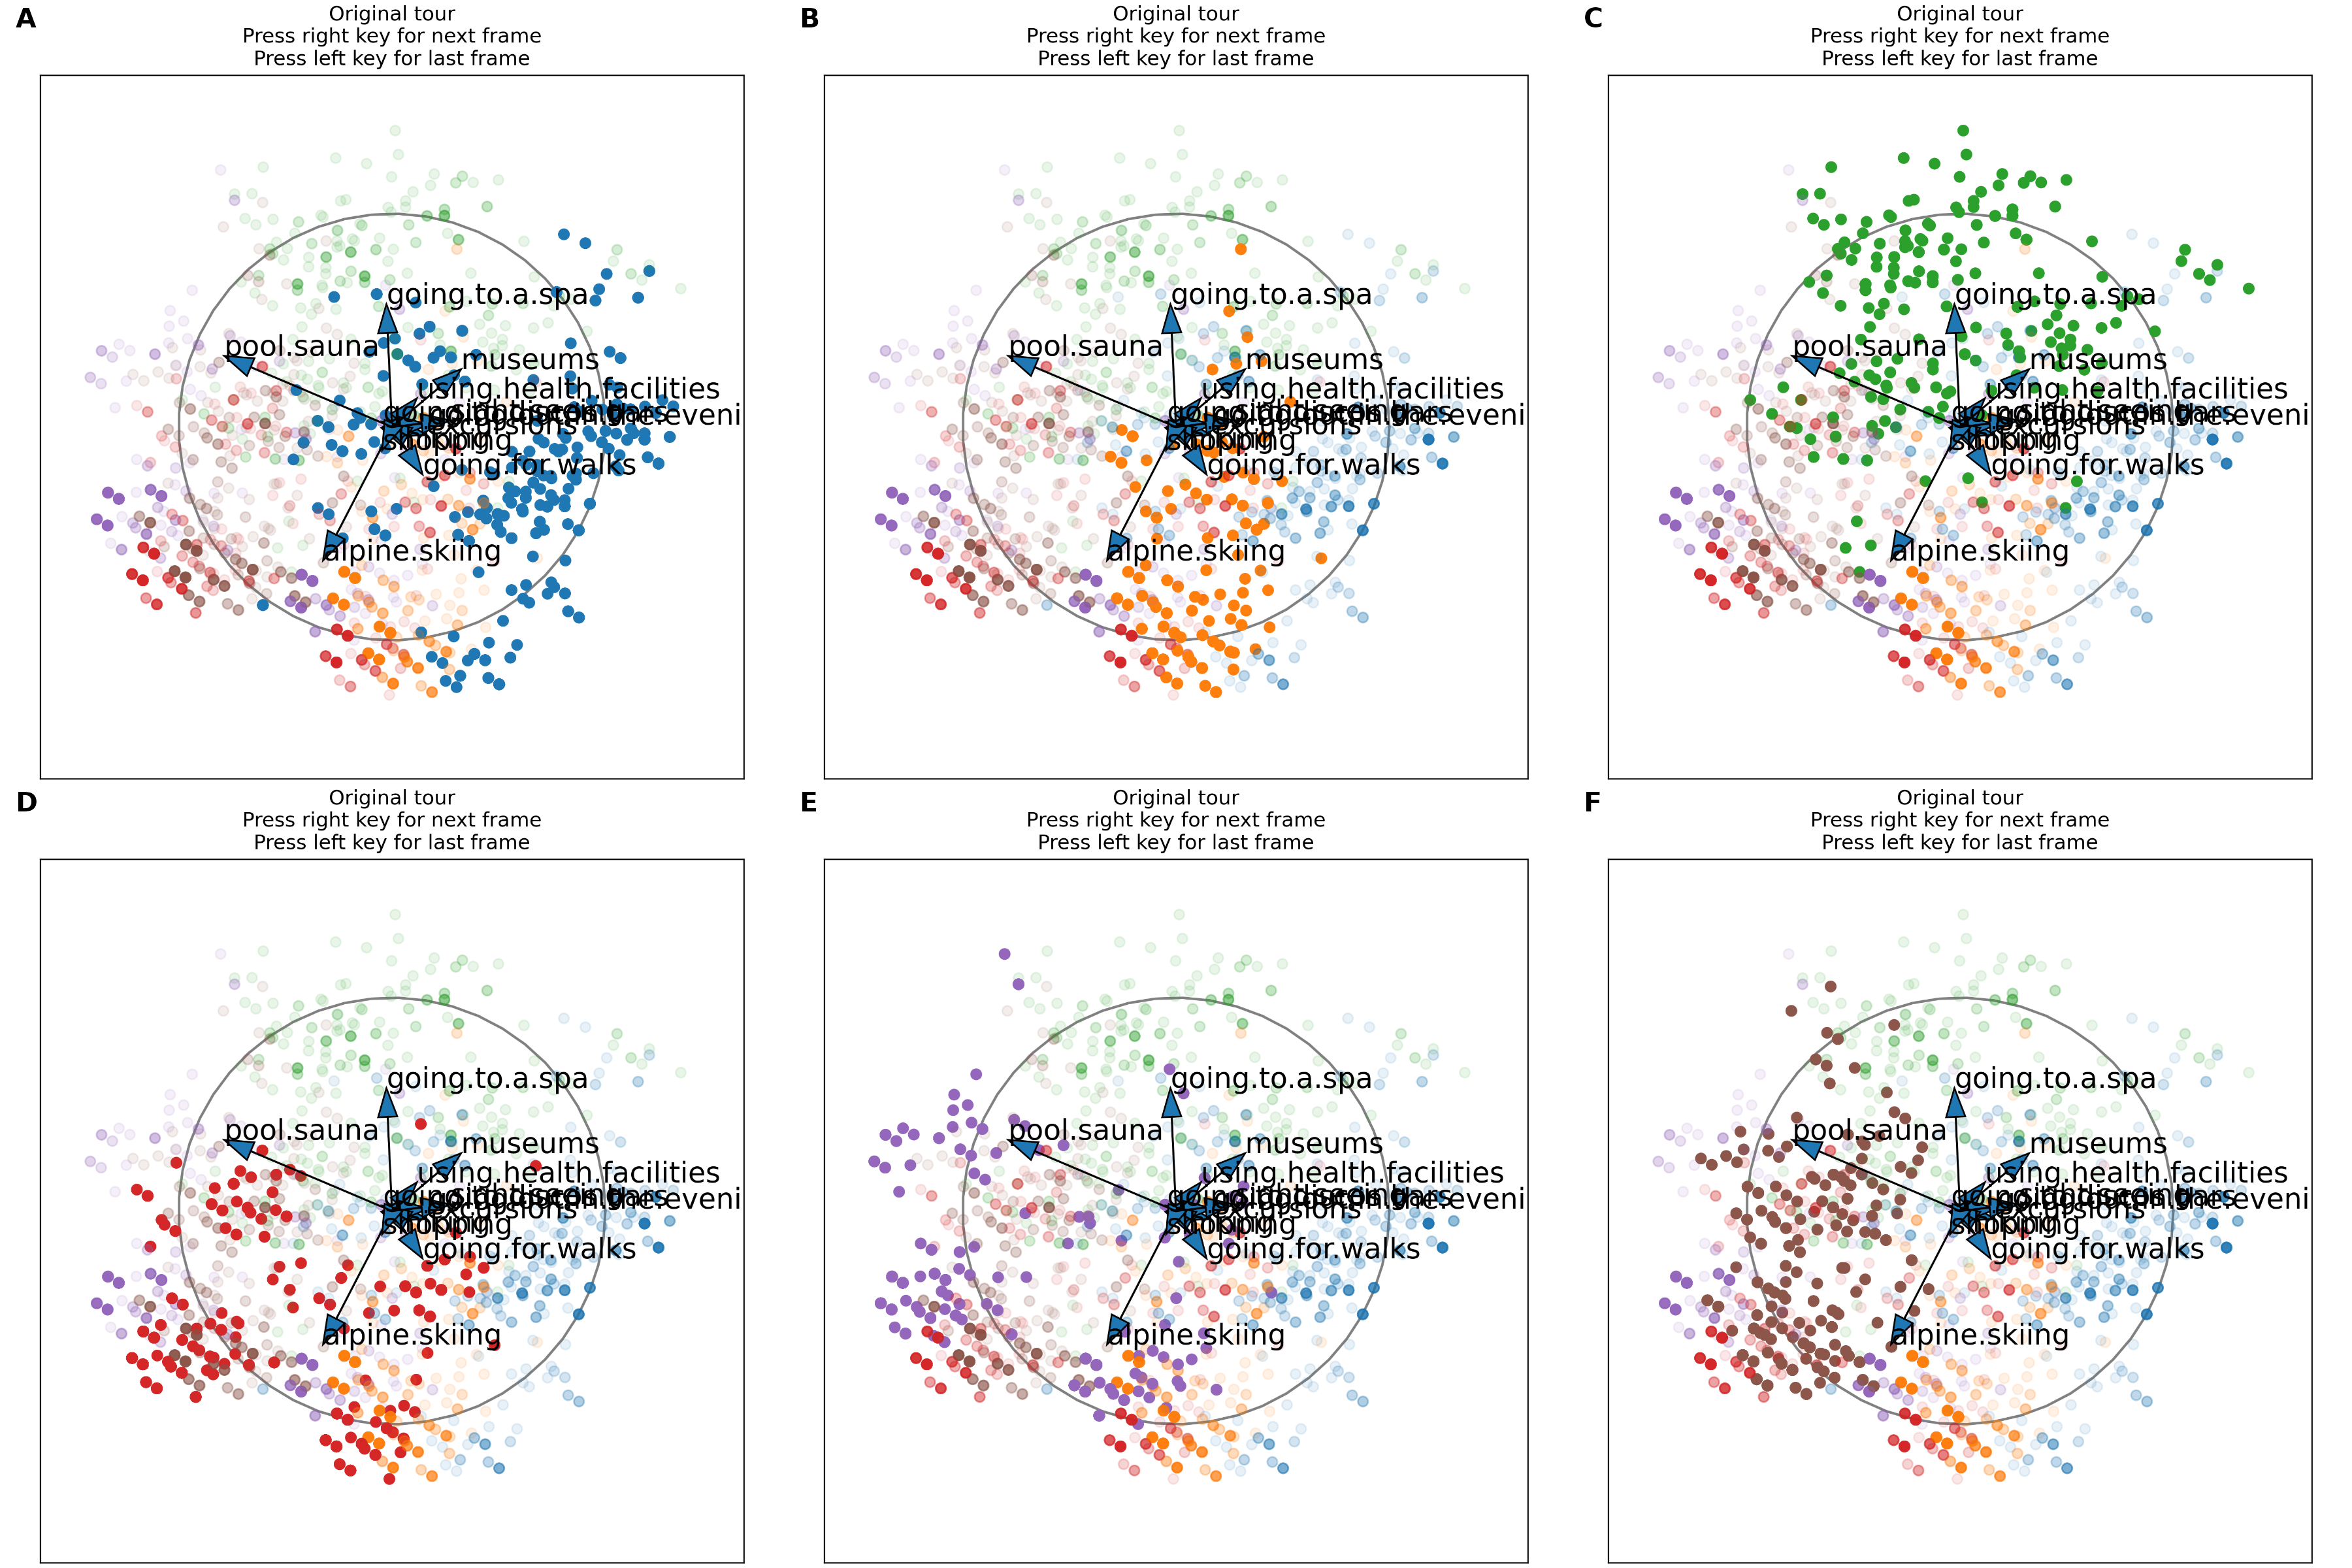 A
Original tour
Press right key for next frame
Press left key for last frame
going.to.a.spa
pool.sauna
museums
using.health.facilities
sightseeing
excursions
shopping
going.for.walks
alpine.skiing
B
Original tour
Press right key for next frame
Press left key for last frame
going.to.a.spa
pool.sauna
museums
using.health.facilities
sightseeing
excursions
shopping
going.for.walks
alpine.skiing
C
Original tour
Press right key for next frame
Press left key for last frame
going.to.a.spa
pool.sauna
museums
using.health.facilities
sightseeing
excursions
shopping
going.for.walks
alpine.skiing
D
Original tour
Press right key for next frame
Press left key for last frame
going.to.a.spa
pool.sauna
museums
using.health.facilities
sightseeing
excursions
shopping
going.for.walks
alpine.skiing
E
Original tour
Press right key for next frame
Press left key for last frame
going.to.a.spa
pool.sauna
museums
using.health.facilities
sightseeing
excursions
shopping
going.for.walks
alpine.skiing
F
Original tour
Press right key for next frame
Press left key for last frame
going.to.a.spa
pool.sauna
museums
using.health.facilities
sightseeing
excursions
shopping
going.for.walks
alpine.skiing